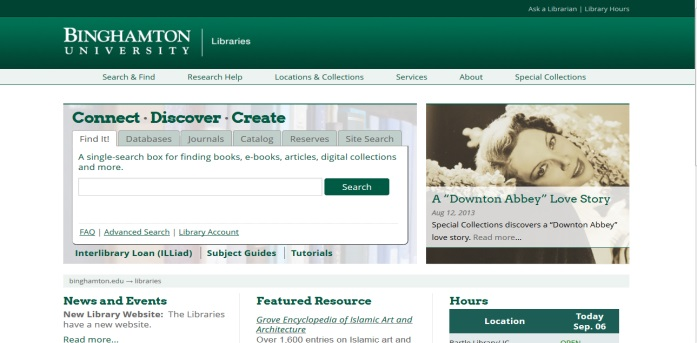 Ask a Librarian | Library Hours
BINGHAMTON
UNIVERSITY
Libraries
Search & Find Research Help Locations & Collections Services About Special Collections
Connect · Discover · Create
Find It! Databases Journals Catalog Reserves Site Search
A single-search box for finding books, e-books, articles, digital collections
and more.
Search
FAQ | Advanced Search | Library Account
Interlibrary Loan (ILLiad) Subject Guides Tutorials
A “Downton Abbey” Love Story
Aug 12, 2013
Special Collections discovers a “Downton Abbey”
love story. Read more...
binghamton.edu → libraries
News and Events
New Library Website: The Libraries
have a new website.
Read more...
Featured Resource
Grove Encyclopedia of Islamic Art and
Architecture
Over 1,600 entries on Islamic art and
Hours
Location
Today
Sep. 06
OPEN